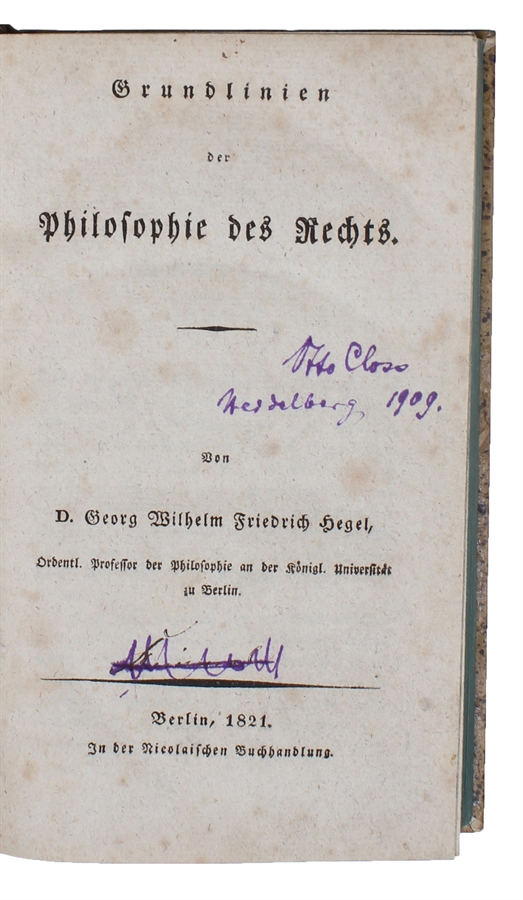 Grundlinien
der
Philosophie des Rechts.
Otto Closs
Heidelberg 1909.
Von
D. Georg Wilhelm Friedrich Hegel,
Ordentl. Professor der Philosophie an der Königl. Universität
zu Berlin.
Berlin, 1821.
In der Nicolaischen Buchhandlung.